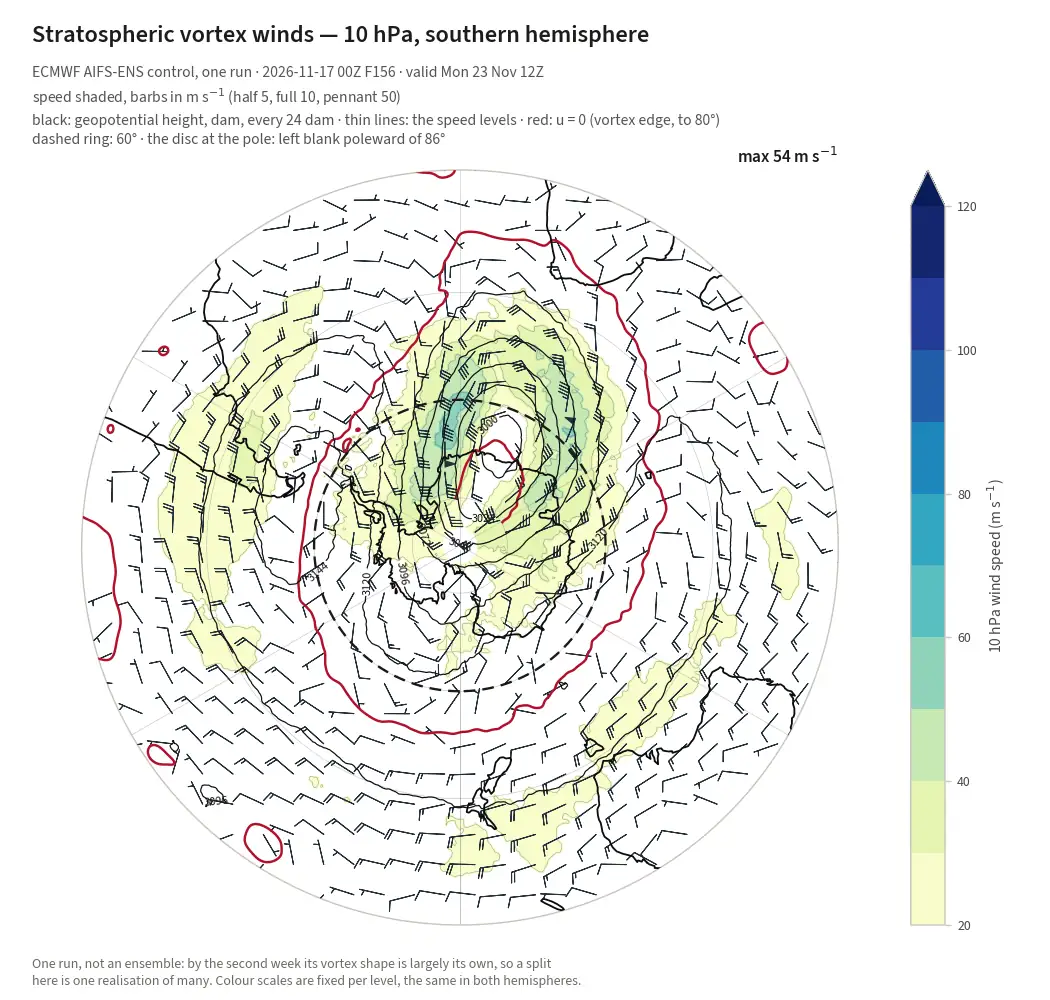 Stratospheric vortex winds — 10 hPa, southern hemisphere
ECMWF AIFS-ENS control, one run · 2026-11-17 00Z F156 · valid Mon 23 Nov 12Z
speed shaded, barbs in m s⁻¹ (half 5, full 10, pennant 50)
black: geopotential height, dam, every 24 dam · thin lines: the speed levels · red: u = 0 (vortex edge, to 80°)
dashed ring: 60° · the disc at the pole: left blank poleward of 86°
max 54 m s⁻¹
120
100
80
60
40
20
10 hPa wind speed (m s⁻¹)
3000
3120
3144
3120
3096
3096
One run, not an ensemble: by the second week its vortex shape is largely its own, so a split
here is one realisation of many. Colour scales are fixed per level, the same in both hemispheres.